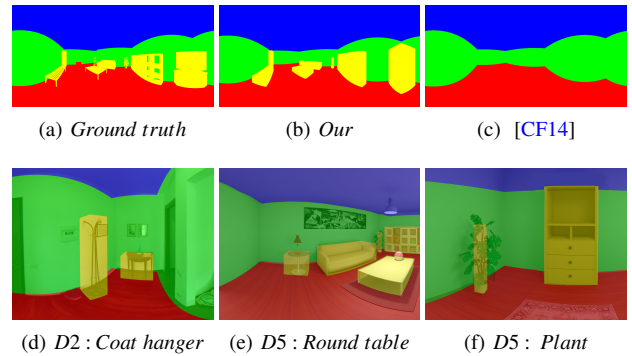 (a) Ground truth
(b) Our
(c) [CF14]
(d) D2 : Coat hanger
(e) D5 : Round table
(f) D5 : Plant